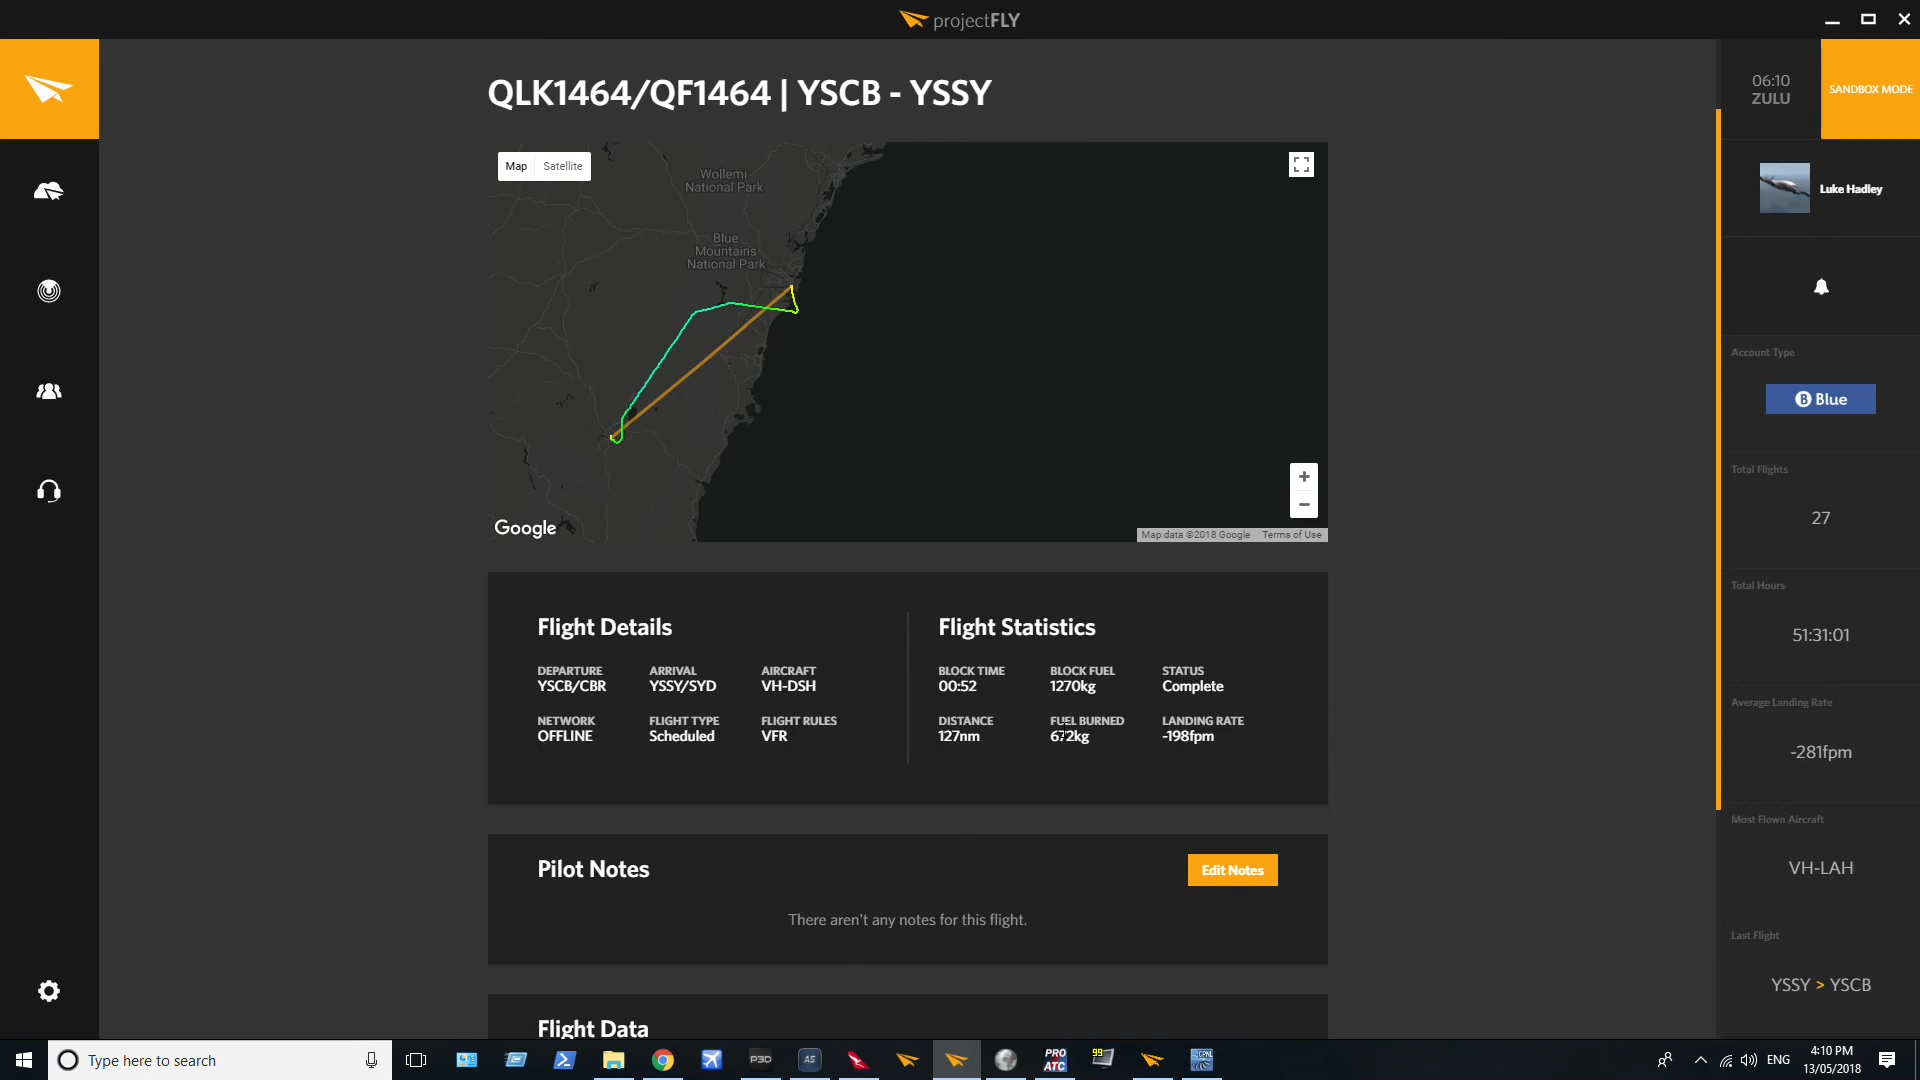 projectFLY
QLK1464/QF1464 | YSCB - YSSY
06:10
ZULU
SANDBOX MODE
Map Satellite
Wollemi
National Park
Blue
Mountains
National Park
Google
Map data ©2018 Google Terms of Use
Luke Hadley
Account Type
B Blue
Total Flights
27
Total Hours
51:31:01
Average Landing Rate
-281fpm
Most Flown Aircraft
VH-LAH
Last Flight
YSSY > YSCB
Flight Details
DEPARTURE ARRIVAL AIRCRAFT
YSCB/CBR YSSY/SYD VH-DSH
NETWORK FLIGHT TYPE FLIGHT RULES
OFFLINE Scheduled VFR
Flight Statistics
BLOCK TIME BLOCK FUEL STATUS
00:52 1270kg Complete
DISTANCE FUEL BURNED LANDING RATE
127nm 672kg -198fpm
Pilot Notes
Edit Notes
There aren't any notes for this flight.
Flight Data
Type here to search
P3D
AS
PRO
ATC
99
CPNL
ENG
4:10 PM
13/05/2018